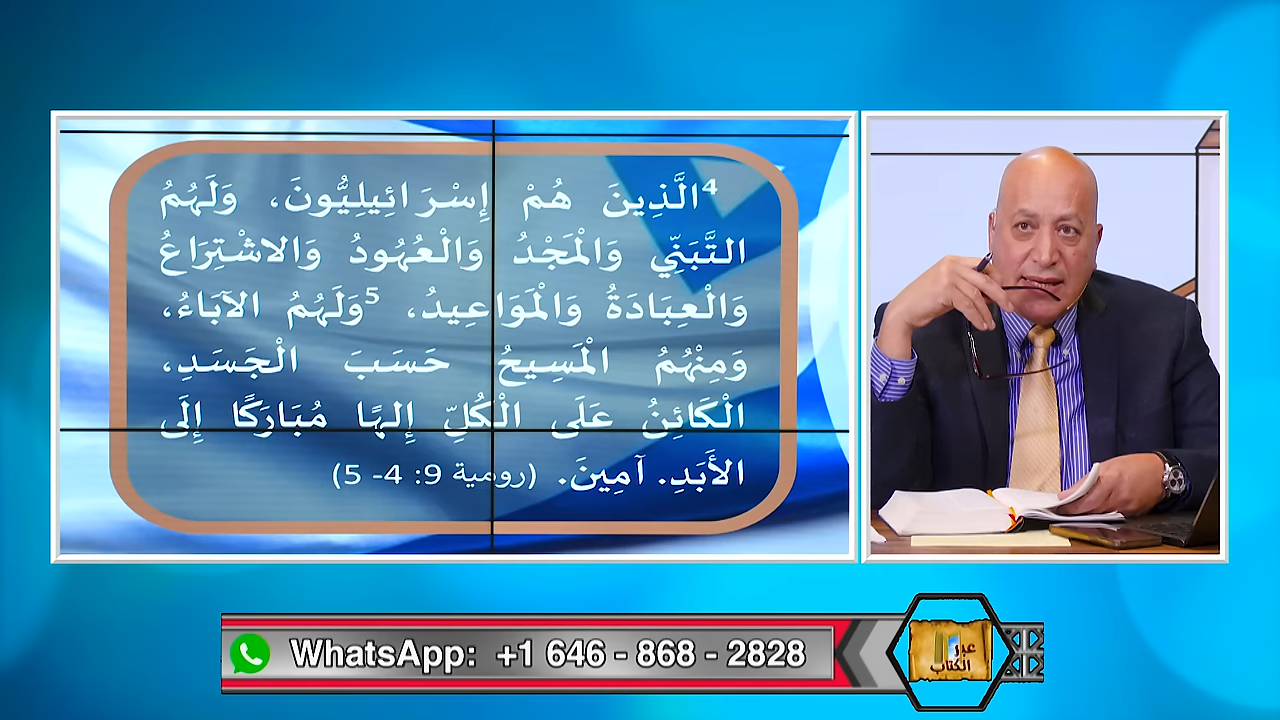 ⁴الَّذِينَ هُمْ إِسْرَائِيلِيُّونَ، وَلَهُمُ
التَّبَنِّي وَالْمَجْدُ وَالْعُهُودُ وَالاشْتِرَاعُ
وَالْعِبَادَةُ وَالْمَوَاعِيدُ، ⁵وَلَهُمُ الآبَاءُ،
وَمِنْهُمُ الْمَسِيحُ حَسَبَ الْجَسَدِ،
الْكَائِنُ عَلَى الْكُلِّ إِلهًا مُبَارَكًا إِلَى
الأَبَدِ. آمِينَ. (رومية 9: 4- 5)
WhatsApp: +1 646 - 868 - 2828
عبر
الكتاب